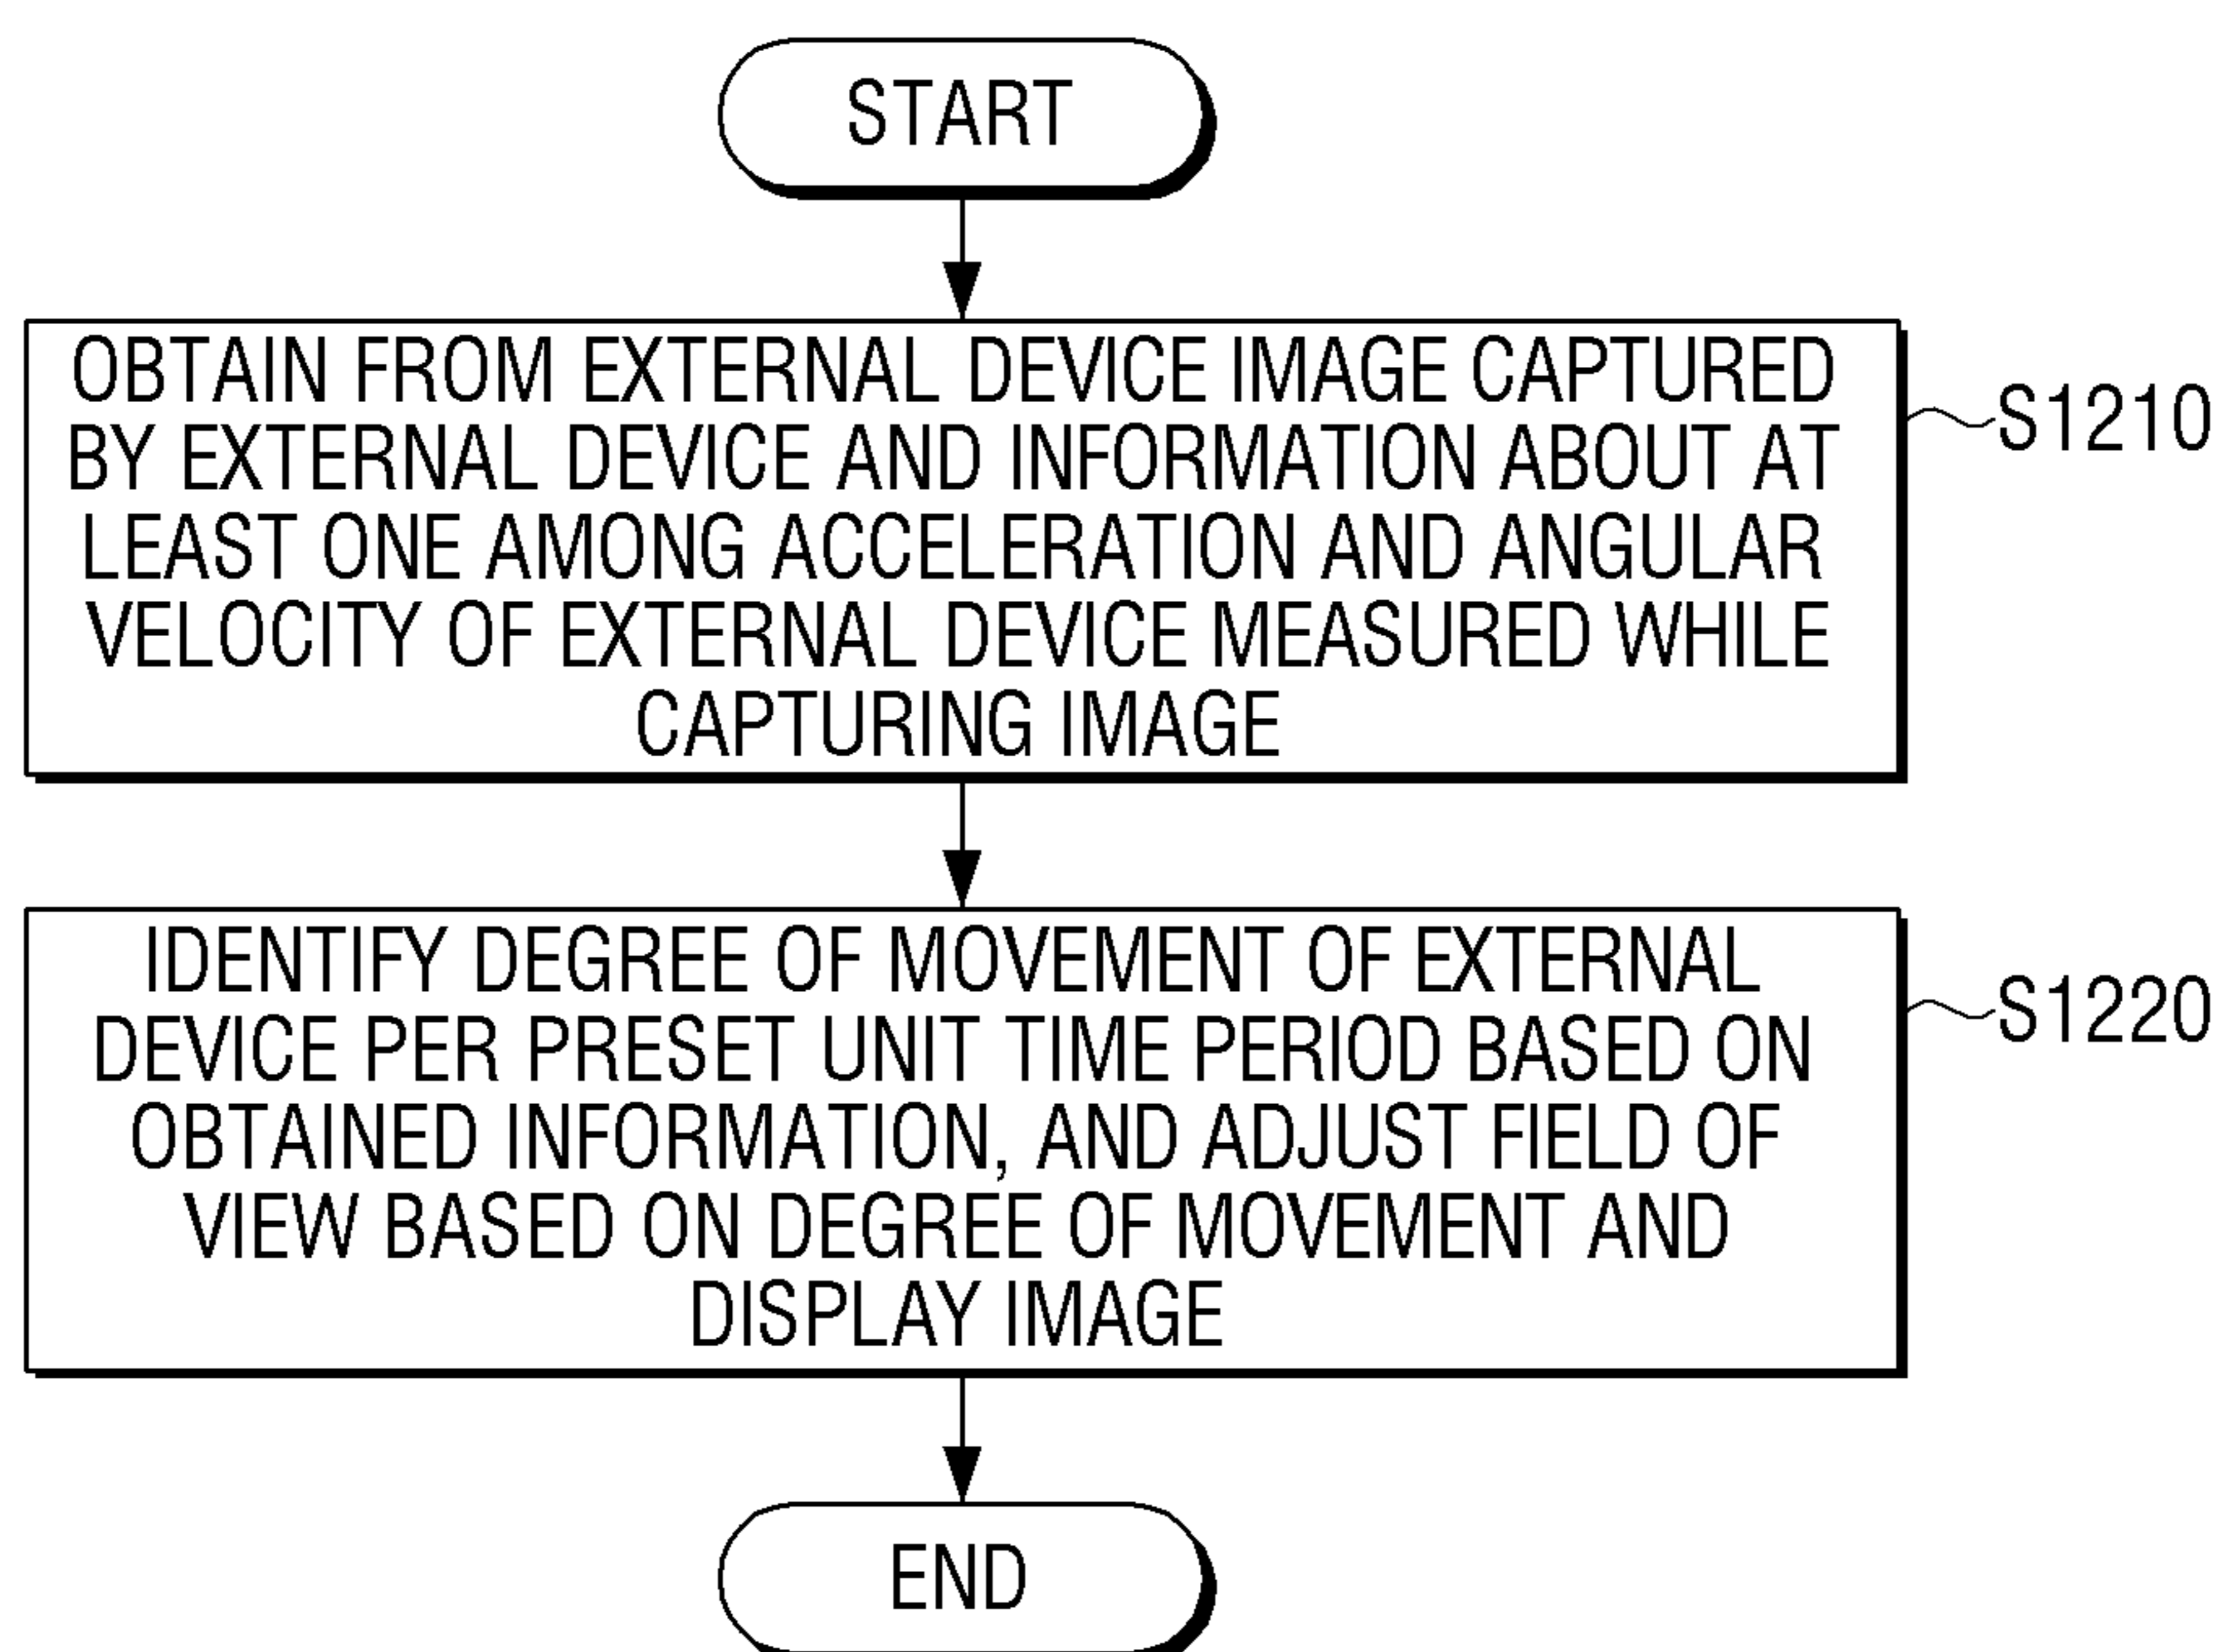 START
OBTAIN FROM EXTERNAL DEVICE IMAGE CAPTURED
BY EXTERNAL DEVICE AND INFORMATION ABOUT AT
LEAST ONE AMONG ACCELERATION AND ANGULAR
VELOCITY OF EXTERNAL DEVICE MEASURED WHILE
CAPTURING IMAGE
S1210
IDENTIFY DEGREE OF MOVEMENT OF EXTERNAL
DEVICE PER PRESET UNIT TIME PERIOD BASED ON
OBTAINED INFORMATION, AND ADJUST FIELD OF
VIEW BASED ON DEGREE OF MOVEMENT AND
DISPLAY IMAGE
S1220
END